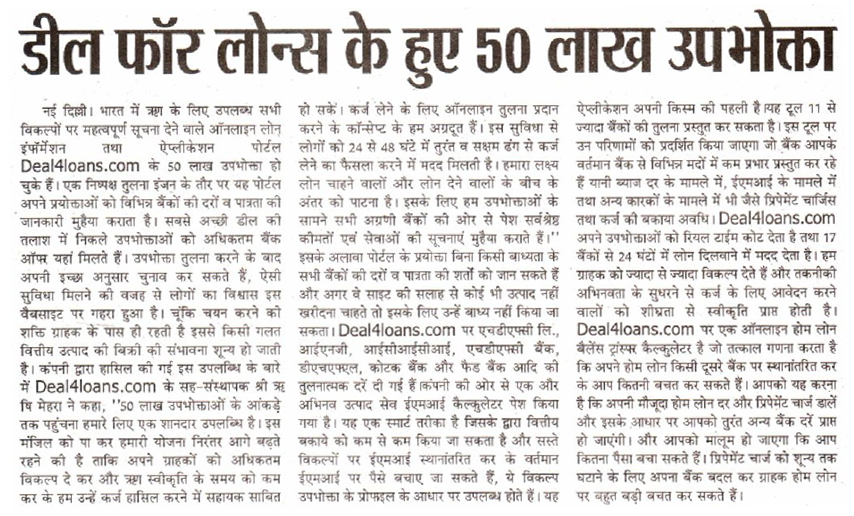 डील फॉर लोन्स के हुए 50 लाख उपभोक्ता
नई दिल्ली। भारत में ऋण के लिए उपलब्ध सभी
विकल्पों पर महत्वपूर्ण सूचना देने वाले ऑनलाइन लोन
इंफॉर्मेशन तथा ऐप्लीकेशन पोर्टल
Deal4loans.com के 50 लाख उपभोक्ता हो
चुके हैं। एक निष्पक्ष तुलना इंजन के तौर पर यह पोर्टल
अपने प्रयोक्ताओं को विभिन्न बैंकों की दरों व पात्रता की
जानकारी मुहैया कराता है। सबसे अच्छी डील की
तलाश में निकले उपभोक्ताओं को अधिकतम बैंक
ऑफर यहां मिलते हैं। उपभोक्ता तुलना करने के बाद
अपनी इच्छा अनुसार चुनाव कर सकते हैं, ऐसी
सुविधा मिलने की वजह से लोगों का विश्वास इस
वैबसाइट पर गहरा हुआ है। चूंकि चयन करने को
शक्ति ग्राहक के पास ही रहती है इससे किसी गलत
वित्तीय उत्पाद की बिक्री की संभावना शून्य हो जाती
है। कंपनी द्वारा हासिल की गई इस उपलब्धि के बारे
में Deal4loans.com के सह-संस्थापक श्री ऋ
षि मेहरा ने कहा, ''50 लाख उपभोक्ताओं के आंकड़े
तक पहुंचना हमारे लिए एक शानदार उपलब्धि है। इस
मंजिल को पा कर हमारी योजना निरंतर आगे बढ़ते
रहने की है ताकि अपने ग्राहकों को अधिकतम
विकल्प दे कर और ऋण स्वीकृति के समय को कम
कर के हम उन्हें कर्ज हासिल करने में सहायक साबित
हो सकें। कर्ज लेने के लिए ऑनलाइन तुलना प्रदान
करने के कॉन्सेप्ट के हम अग्रदूत हैं। इस सुविधा से
लोगों को 24 से 48 घंटे में तुरंत व सक्षम ढंग से कर्ज
लेने का फैसला करने में मदद मिलती है। हमारा लक्ष्य
लोन चाहने वालों और लोन देने वालों के बीच के
अंतर को पाटना है। इसके लिए हम उपभोक्ताओं के
सामने सभी अग्रणी बैंकों की ओर से पेश सर्वश्रेष्ठ
कीमतों एवं सेवाओं की सूचनाएं मुहैया कराते हैं।''
इसके अलावा पोर्टल के प्रयोक्ता बिना किसी बाध्यता के
सभी बैंकों की दरों व पात्रता की शर्तों को जान सकते हैं
और अगर वे साइट की सलाह से कोई भी उत्पाद नहीं
खरीदना चाहते तो इसके लिए उन्हें बाध्य नहीं किया जा
सकता। Deal4loans.com पर एचडीएफसी लि.,
आईएनजी, आईसीआईसीआई, एचडीएफसी बैंक,
डीएचएफएल, कोटक बैंक और फैड बैंक आदि की
तुलनात्मक दरें दी गई हैं।कंपनी की ओर से एक और
अभिनव उत्पाद सेव ईएमआई कैल्कुलेटर पेश किया
गया है। यह एक स्मार्ट तरीका है जिसके द्वारा वित्तीय
बकाये को कम से कम किया जा सकता है और सस्ते
विकल्पों पर ईएमआई स्थानांतरित कर के वर्तमान
ईएमआई पर पैसे बचाए जा सकते हैं, ये विकल्प
उपभोक्ता के प्रोफाइल के आधार पर उपलब्ध होते हैं। यह
ऐप्लीकेशन अपनी किस्म की पहली है।यह टूल 11 से
ज्यादा बैंकों की तुलना प्रस्तुत कर सकता है। इस टूल पर
उन परिणामों को प्रदर्शित किया जाएगा जो बैंक आपके
वर्तमान बैंक से विभिन्न मदों में कम प्रभार प्रस्तुत कर रहे
हैं यानी ब्याज दर के मामले में, ईएमआई के मामले में
तथा अन्य कारकों के मामले में भी जैसे प्रिपेमेंट चार्जिस
तथा कर्ज की बकाया अवधि। Deal4loans.com
अपने उपभोक्ताओं को रियल टाईम कोट देता है तथा 17
बैंकों से 24 घंटों में लोन दिलवाने में मदद देता है। हम
ग्राहक को ज्यादा से ज्यादा विकल्प देते हैं और तकनीकी
अभिनवता के सुधरने से कर्ज के लिए आवेदन करने
वालों को शीघ्रता से स्वीकृति प्राप्त होती है।
Deal4loans.com पर एक ऑनलाइन होम लोन
बैलेंस ट्रांस्फर कैल्कुलेटर है जो तत्काल गणना करता है
कि अपने होम लोन किसी दूसरे बैंक पर स्थानांतरित कर
के आप कितनी बचत कर सकते हैं। आपको यह करना
है कि अपनी मौजूदा होम लोन दर और प्रिपेमेंट चार्ज डालें
और इसके आधार पर आपको तुरंत अन्य बैंक दरें प्राप्त
हो जाएंगी। और आपको मालूम हो जाएगा कि आप
कितना पैसा बचा सकते हैं। प्रिपेमेंट चार्ज को शून्य तक
घटाने के लिए अपना बैंक बदल कर ग्राहक होम लोन
पर बहुत बड़ी बचत कर सकते हैं।